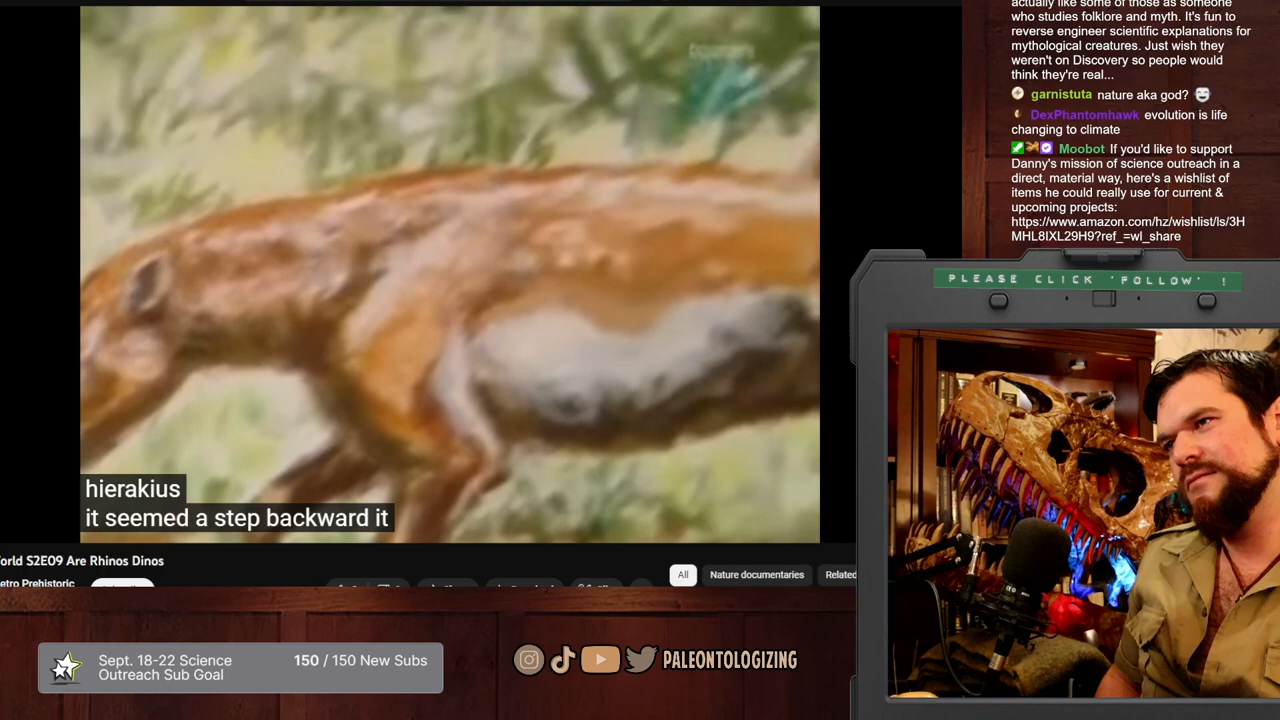 actually like some of those as someone
who studies folklore and myth. It's fun to
reverse engineer scientific explanations for
mythological creatures. Just wish they
weren't on Discovery so people would
think they're real...
garnistuta nature aka god?
DexPhantomhawk evolution is life
changing to climate
Moobot If you'd like to support
Danny's mission of science outreach in a
direct, material way, here's a wishlist of
items he could really use for current &
upcoming projects:
https://www.amazon.com/hz/wishlist/ls/3H
MHL8IXL29H9?ref_=wl_share
PLEASE CLICK 'FOLLOW' !
Discovery
hierakius
it seemed a step backward it
orld S2E09 Are Rhinos Dinos
etro Prehistoric
All
Nature documentaries
Related
Sept. 18-22 Science
Outreach Sub Goal
150 / 150 New Subs
PALEONTOLOGIZING